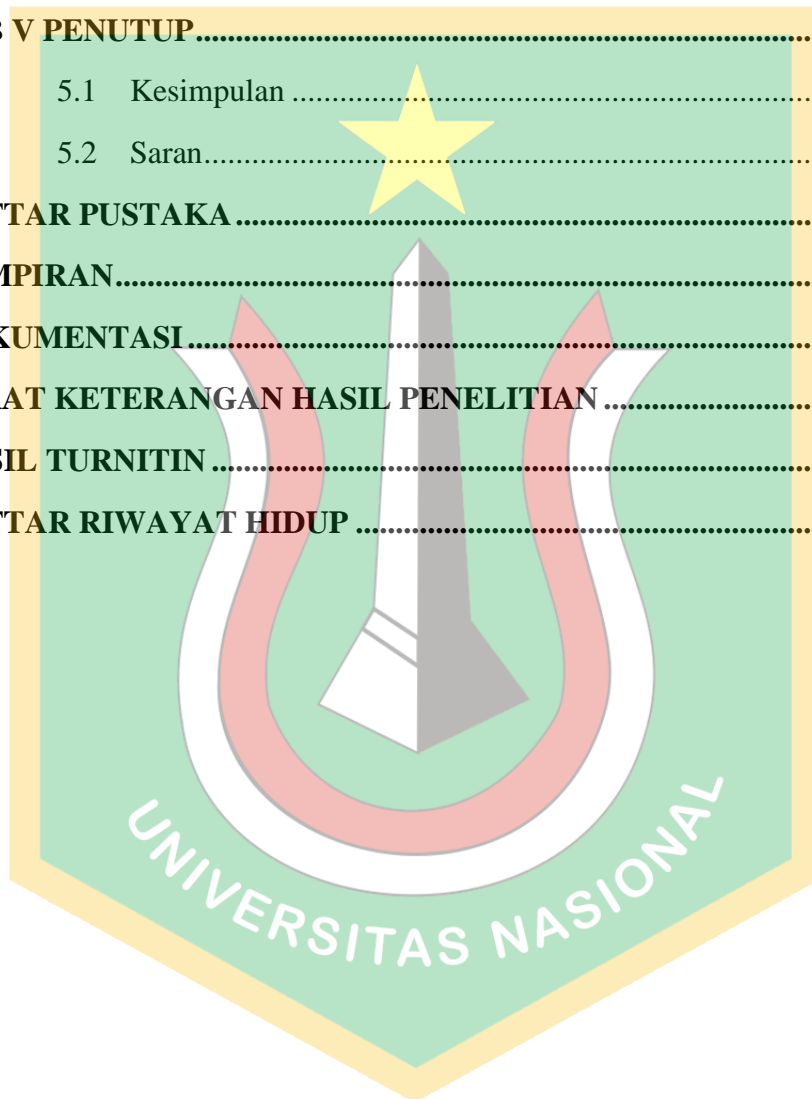 V PENUTUP
5.1 Kesimpulan
5.2 Saran
TAR PUSTAKA
MPIRAN
KUMENTASI
AT KETERANGAN HASIL PENELITIAN
SIL TURNITIN
TAR RIWAYAT HIDUP
UNIVERSITAS NASIONAL